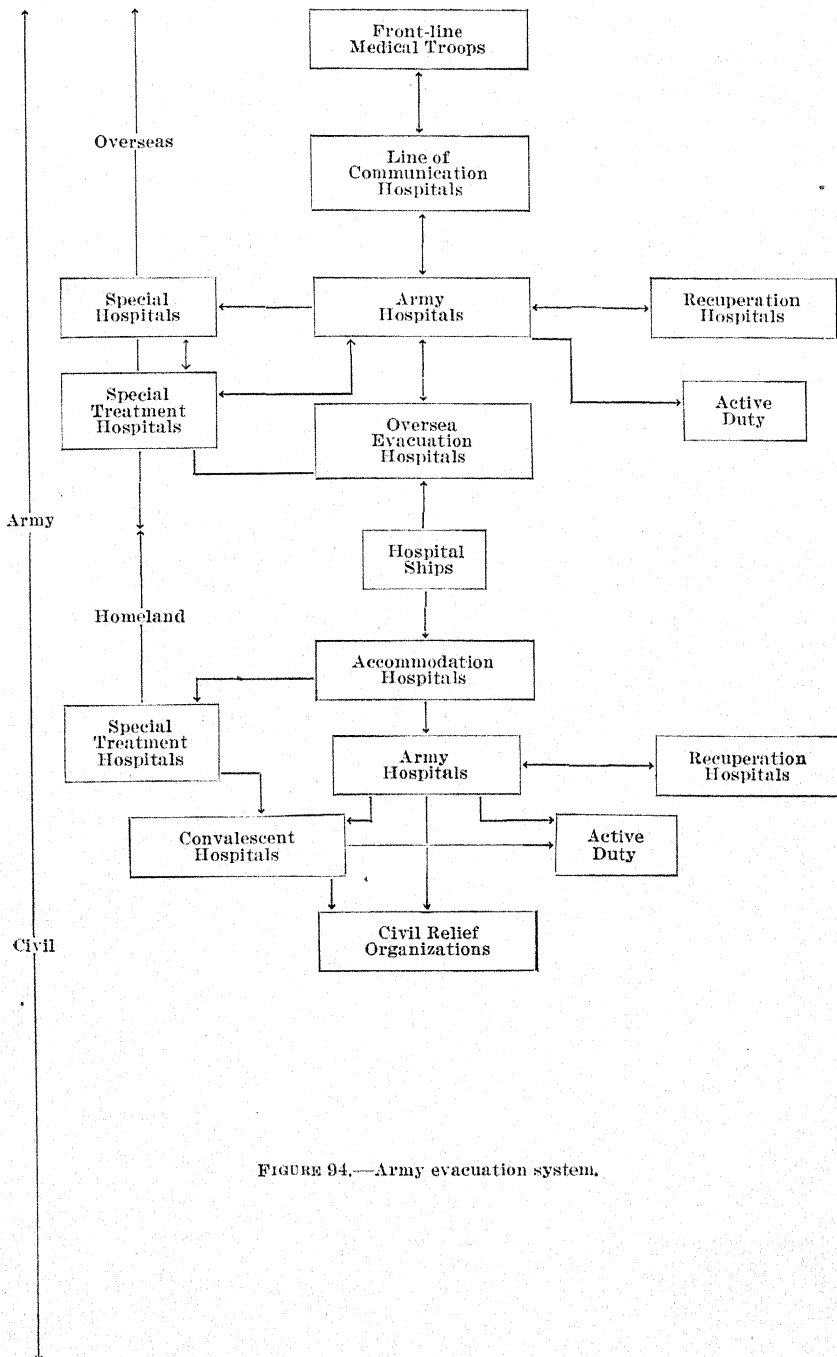 Front-line
Medical Troops
Overseas
Line of
Communication
Hospitals
Special
Hospitals
Army
Hospitals
Recuperation
Hospitals
Special
Treatment
Hospitals
Oversea
Evacuation
Hospitals
Active
Duty
Army
Hospital
Ships
Homeland
Accommodation
Hospitals
Special
Treatment
Hospitals
Army
Hospitals
Recuperation
Hospitals
Convalescent
Hospitals
Active
Duty
Civil
Civil Relief
Organizations
FIGURE 94.—Army evacuation system.